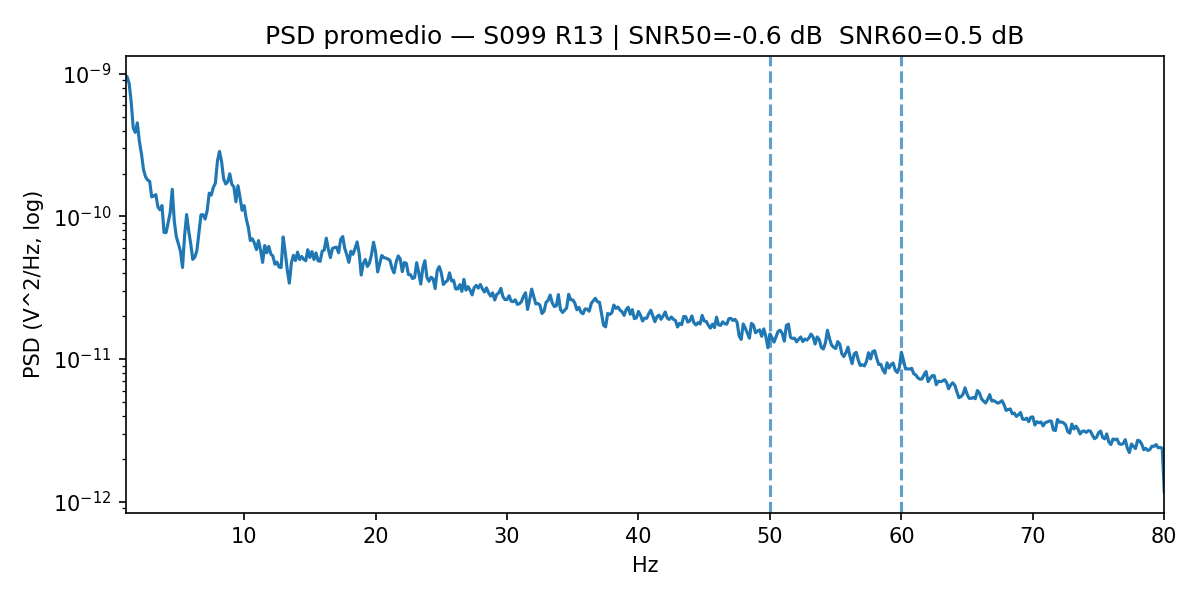 PSD promedio — S099 R13 | SNR50=-0.6 dB  SNR60=0.5 dB
PSD (V^2/Hz, log)
10⁻⁹
10⁻¹⁰
10⁻¹¹
10⁻¹²
10 20 30 40 50 60 70 80
Hz